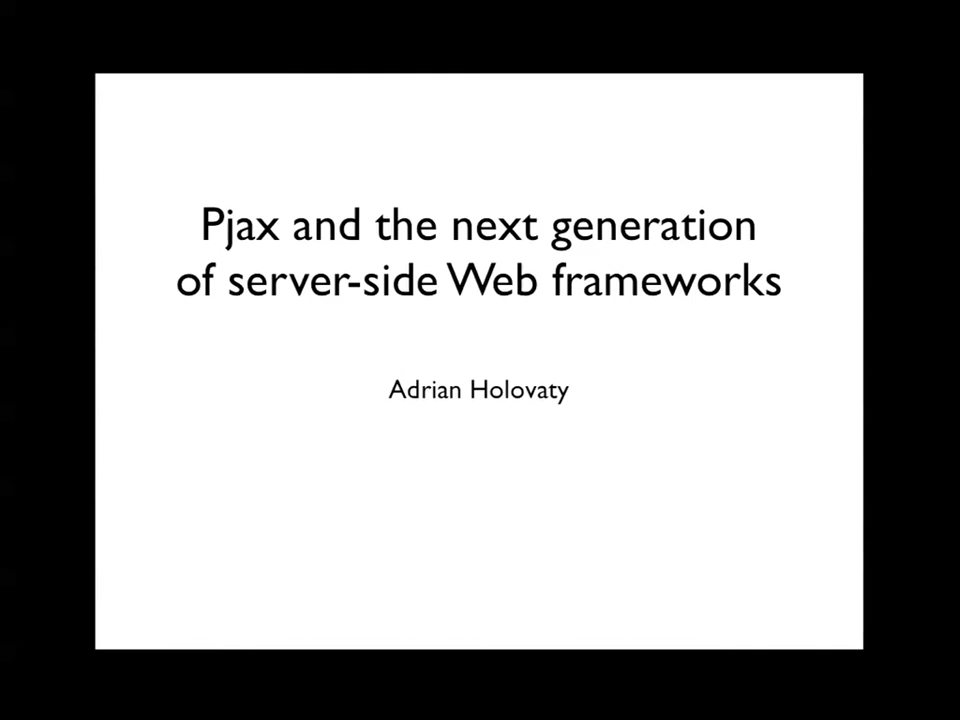 Pjax and the next generation
of server-side Web frameworks
Adrian Holovaty